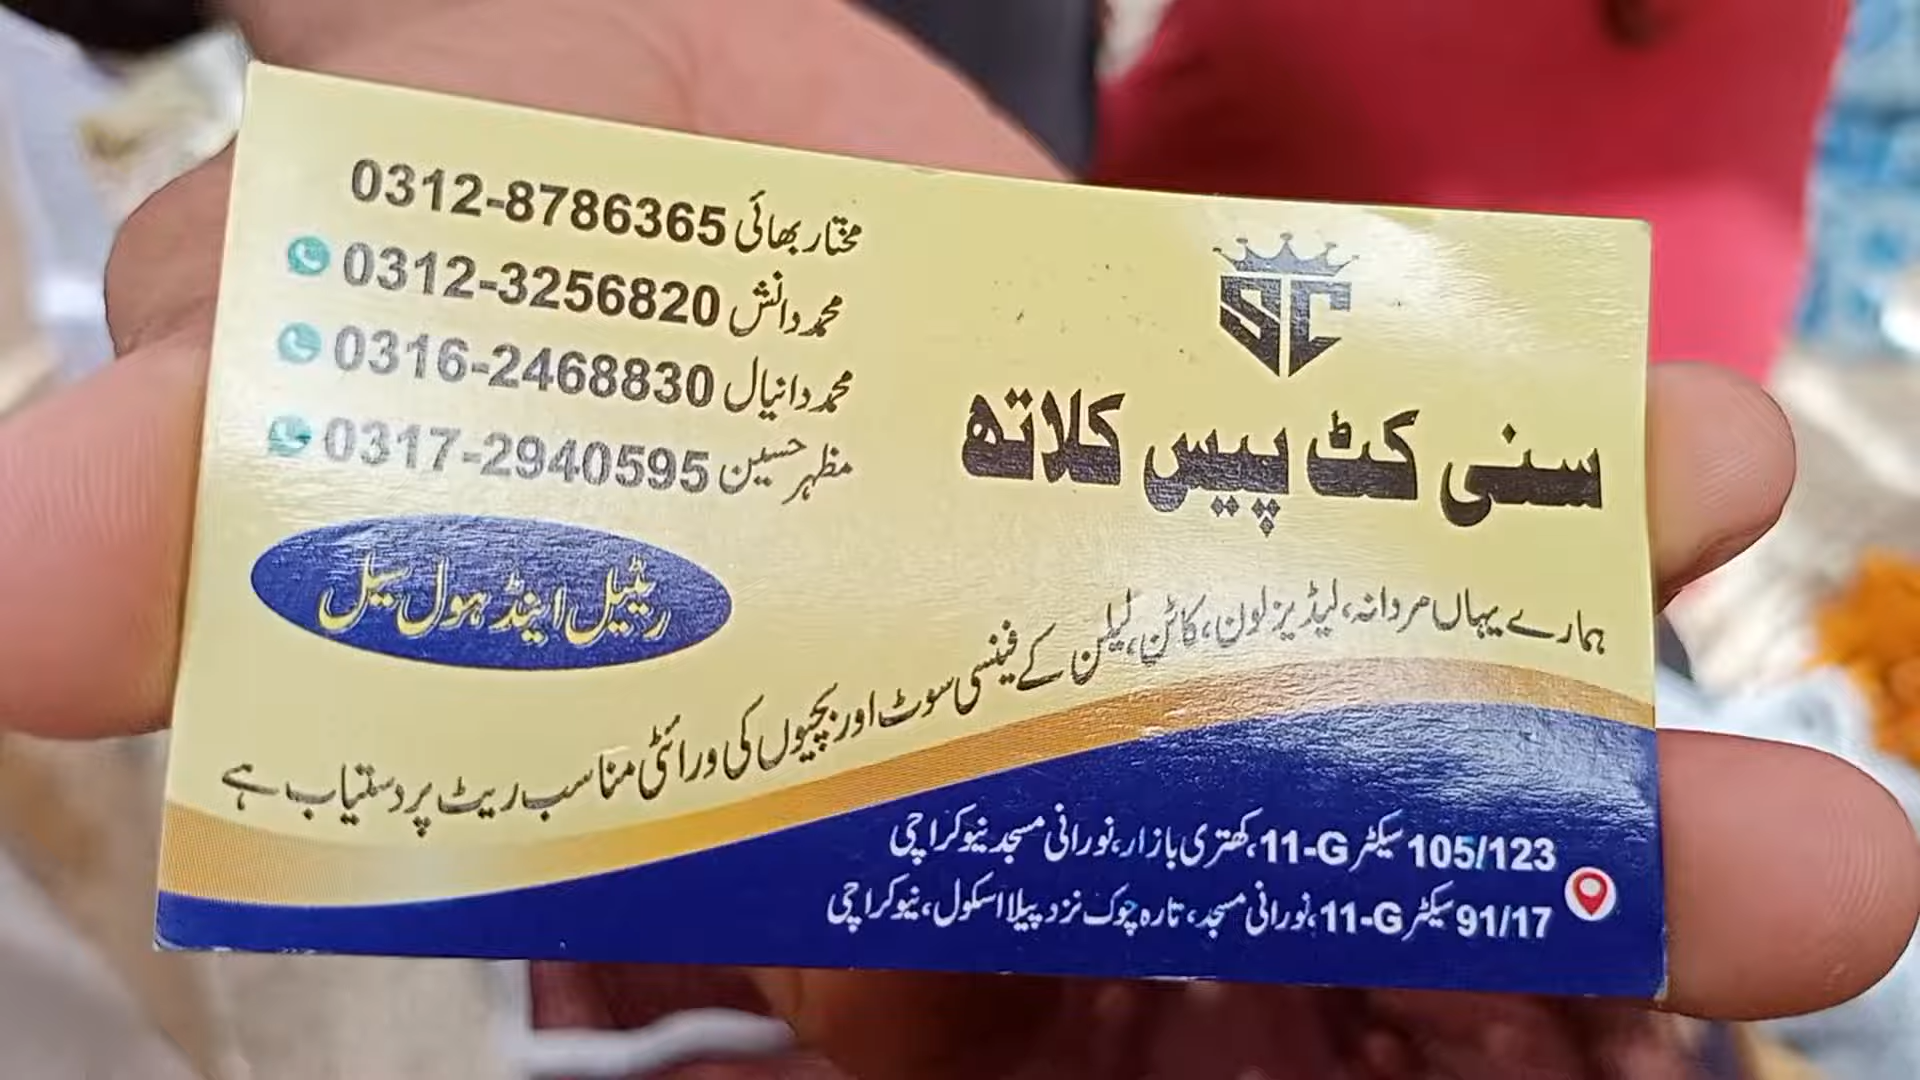 0312-8786365 مختار بھائی
0312-3256820 محمد دانش
0316-2468830 محمد دانیال
0317-2940595 مظہر حسین
SC
سنی کٹ پیس کلاتھ
ریٹیل اینڈ ہول سیل
ہمارے یہاں مردانہ، لیڈیز لون، کاٹن، لیلن کے فینسی سوٹ اور بچیوں کی ورائٹی مناسب ریٹ پر دستیاب ہے
105/123 سیکٹر 11-G، کھتری بازار، نورانی مسجد نیو کراچی
91/17 سیکٹر 11-G، نورانی مسجد، تارہ چوک نزد پیلا اسکول، نیو کراچی